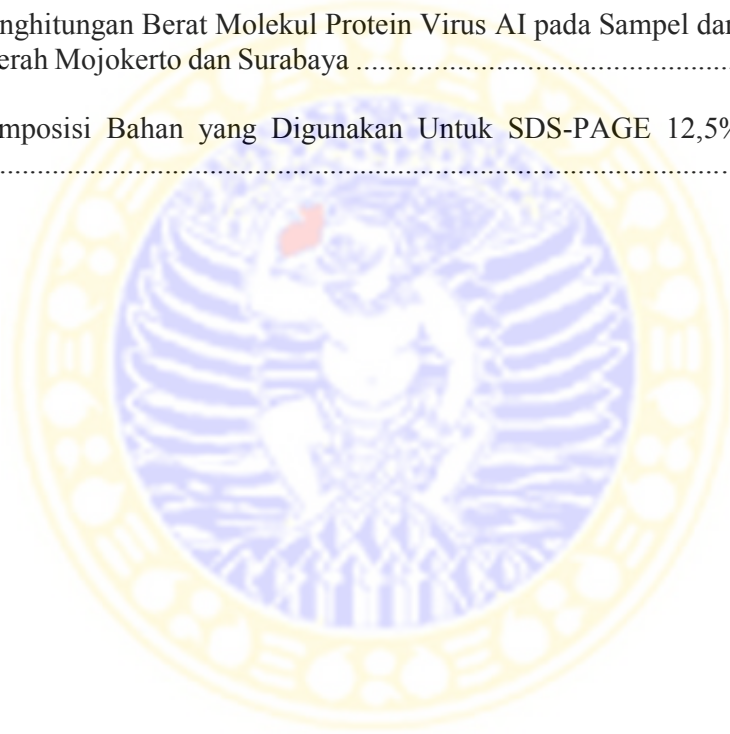 nghitungan Berat Molekul Protein Virus AI pada Sampel dar
erah Mojokerto dan Surabaya ................................................
mposisi Bahan yang Digunakan Untuk SDS-PAGE 12,5%
...............................................................................................